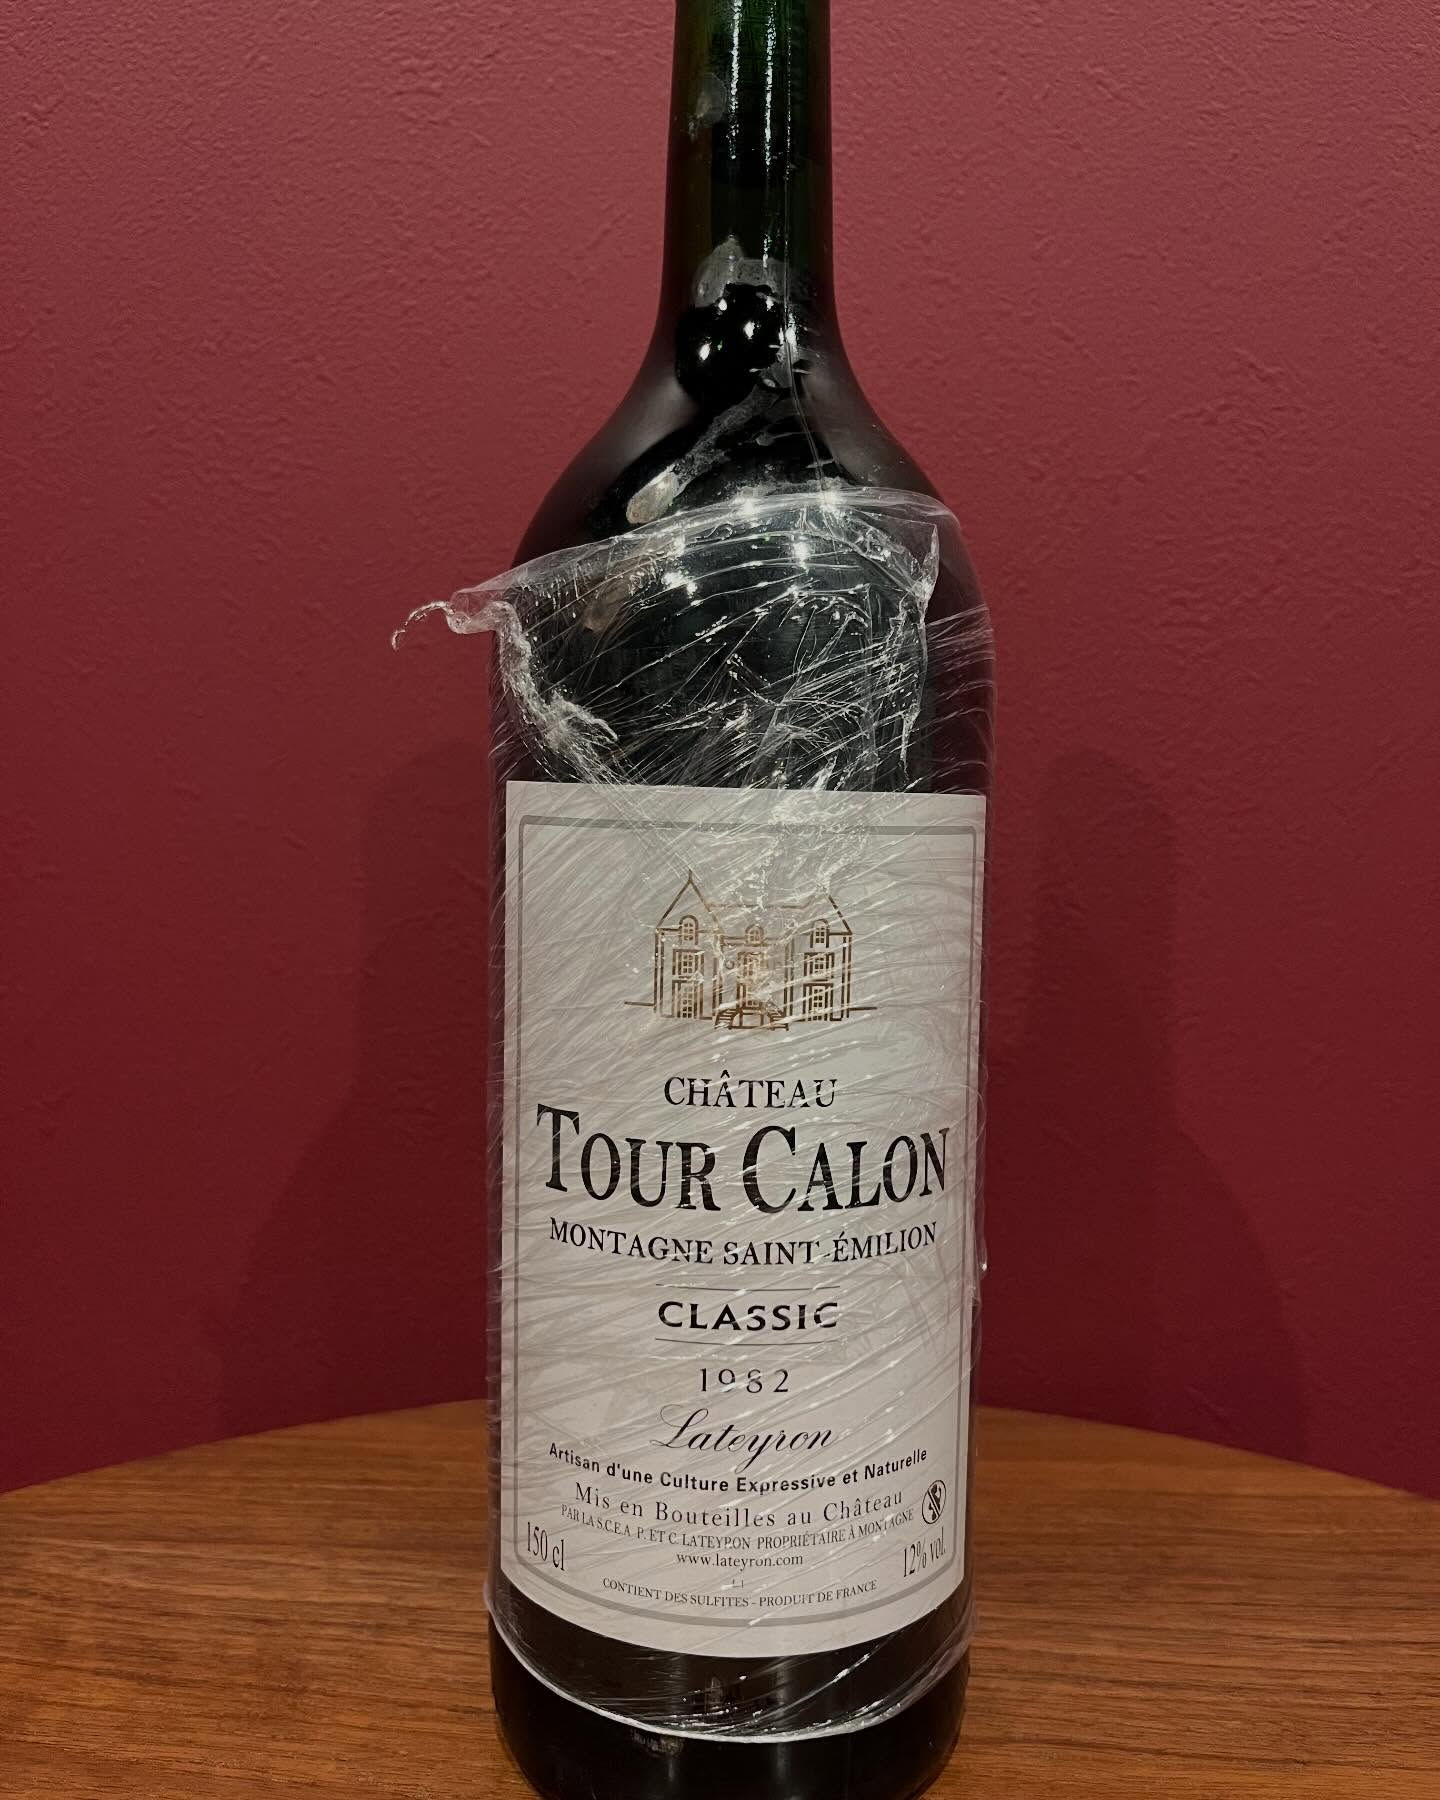 CHÂTEAU
TOUR CALON
MONTAGNE SAINT-ÉMILION
CLASSIC
1982
Lateyron
Artisan d'une Culture Expressive et Naturelle
Mis en Bouteilles au Château
PAR LA S.C.E.A. P. ET C. LATEYRON PROPRIÉTAIRE À MONTAGNE
150 cl
www.lateyron.com
12% vol.
CONTIENT DES SULFITES - PRODUIT DE FRANCE